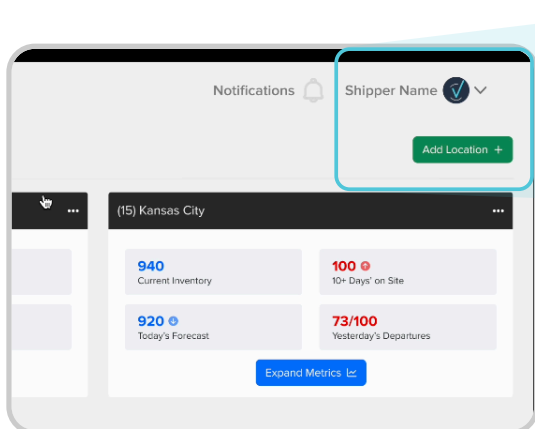 Notifications
Shipper Name
Add Location +
(15) Kansas City
940
Current Inventory
100
10+ Days' on Site
920
Today's Forecast
73/100
Yesterday's Departures
Expand Metrics